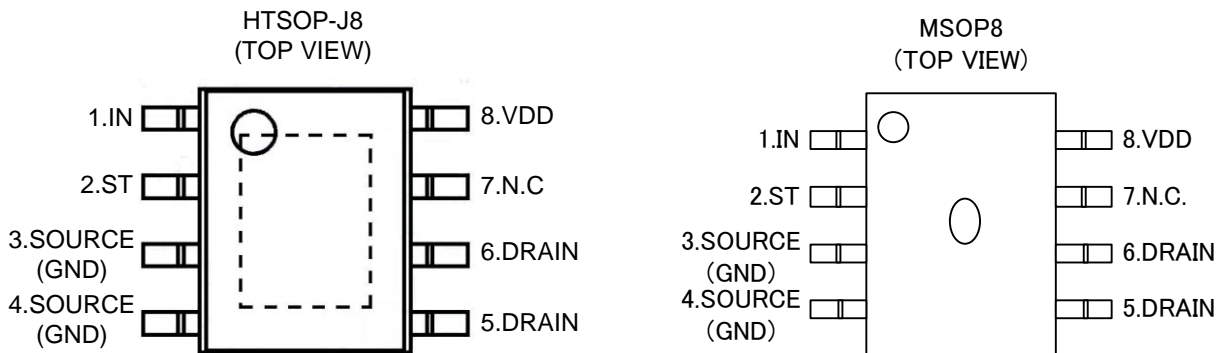 HTSOP-J8
(TOP VIEW)
1.IN
8.VDD
2.ST
7.N.C
3.SOURCE
(GND)
6.DRAIN
4.SOURCE
(GND)
5.DRAIN
MSOP8
(TOP VIEW)
1.IN
8.VDD
2.ST
7.N.C.
3.SOURCE
(GND)
6.DRAIN
4.SOURCE
(GND)
5.DRAIN